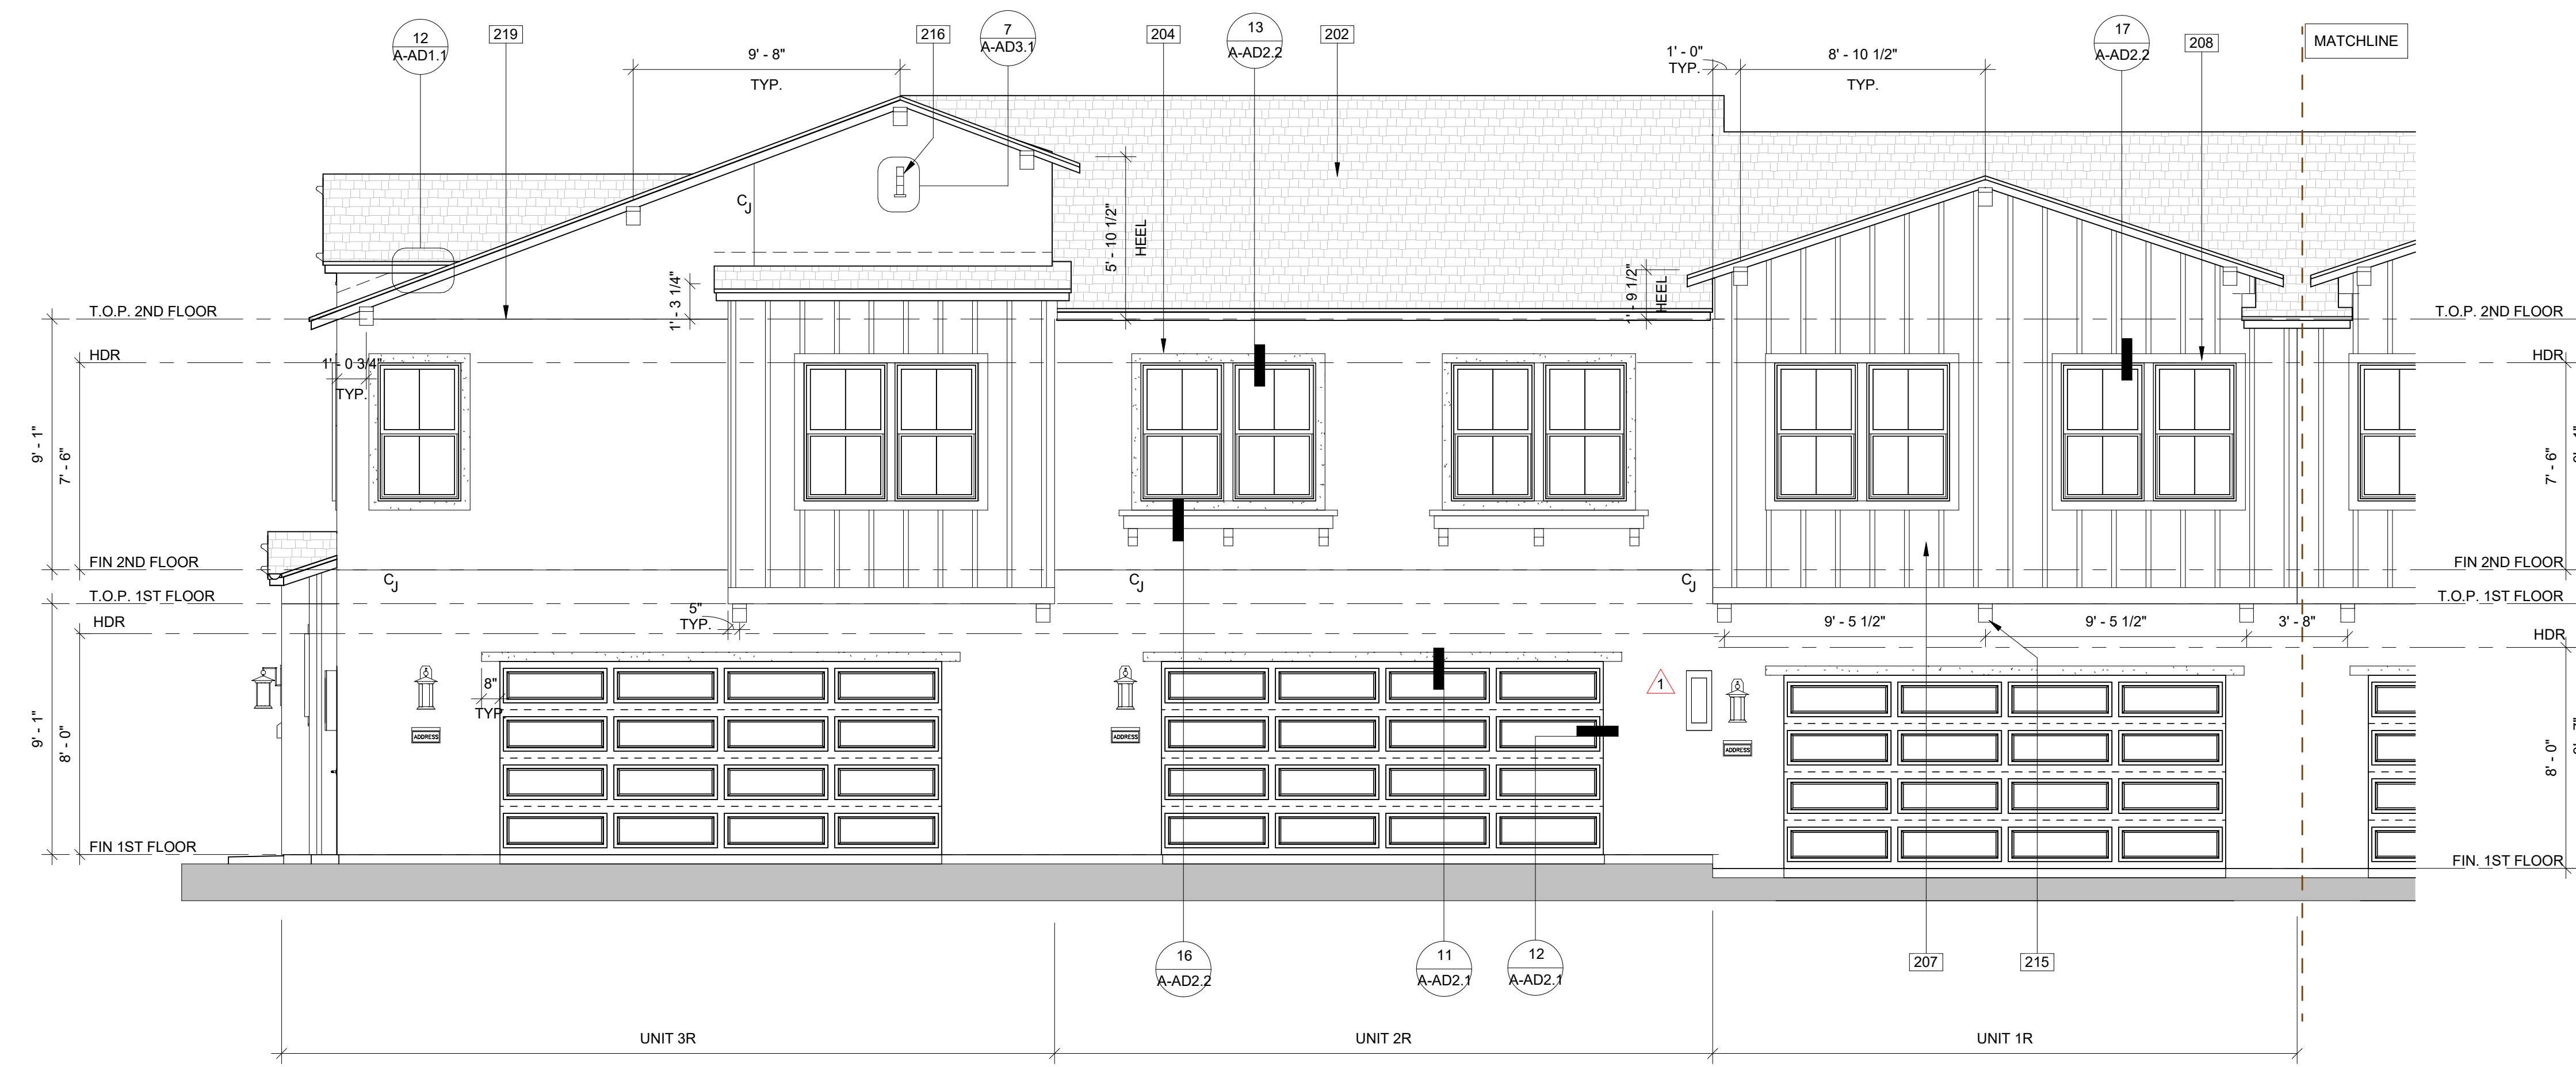 12
A-AD1.1
219
9' - 8"
TYP.
216
7
A-AD3.1
204
13
A-AD2.2
202
1' - 0"
TYP.
8' - 10 1/2"
TYP.
17
A-AD2.2
208
MATCHLINE
CJ
5' - 10 1/2"
HEEL
1' - 3 1/4"
1' - 9 1/2"
HEEL
T.O.P. 2ND FLOOR
T.O.P. 2ND FLOOR
HDR
HDR
1' - 0 3/4"
TYP.
9' - 1"
7' - 6"
7' - 6"
FIN 2ND FLOOR
FIN 2ND FLOOR
CJ
CJ
CJ
T.O.P. 1ST FLOOR
T.O.P. 1ST FLOOR
5"
TYP.
HDR
9' - 5 1/2"
9' - 5 1/2"
3' - 8"
HDR
8"
TYP.
1
ADDRESS
ADDRESS
ADDRESS
9' - 1"
8' - 0"
8' - 0"
FIN 1ST FLOOR
FIN. 1ST FLOOR
16
A-AD2.2
11
A-AD2.1
12
A-AD2.1
207
215
UNIT 3R
UNIT 2R
UNIT 1R